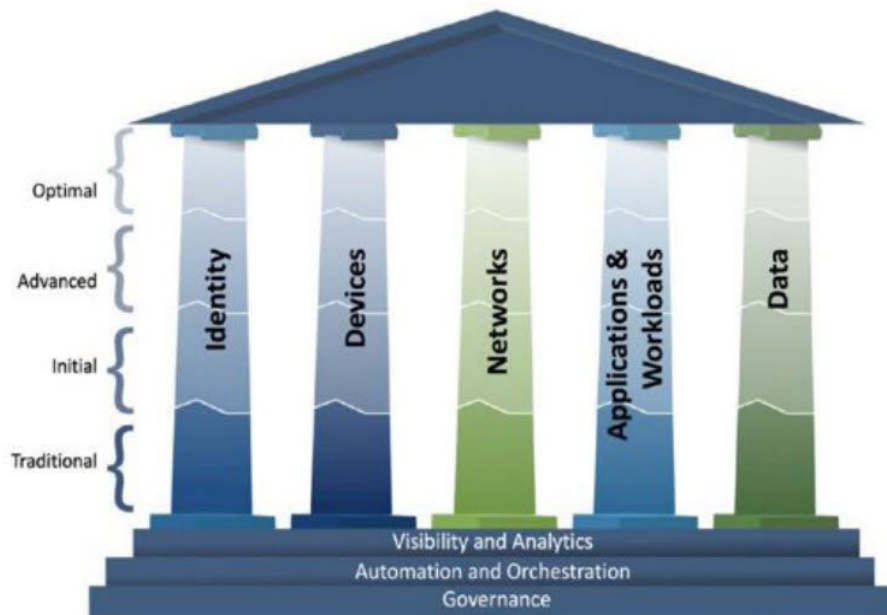 Optimal
Advanced
Initial
Traditional
Identity
Devices
Networks
Applications &
Workloads
Data
Visibility and Analytics
Automation and Orchestration
Governance